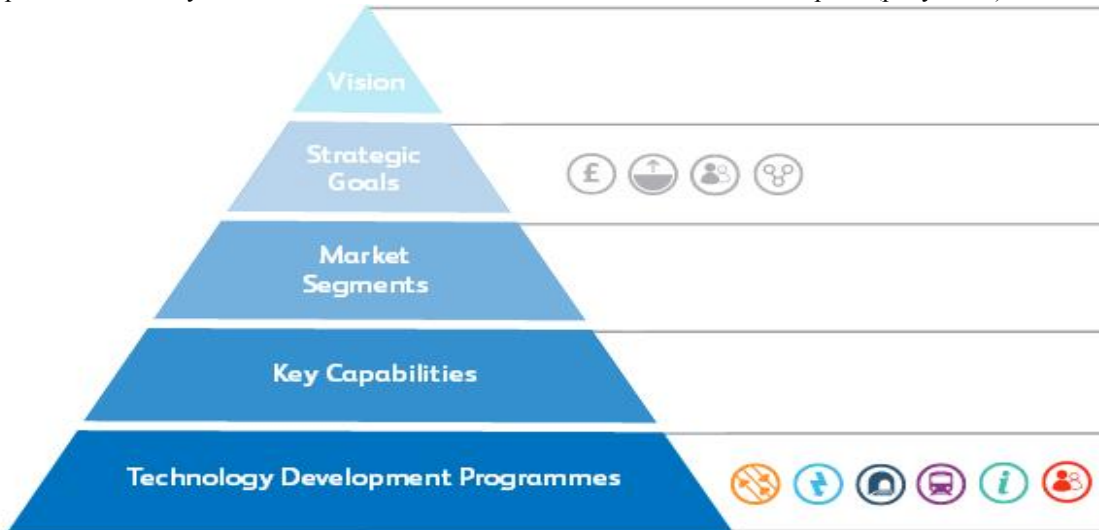 Vision
Strategic
Goals
£
Market
Segments
Key Capabilities
Technology Development Programmes
i